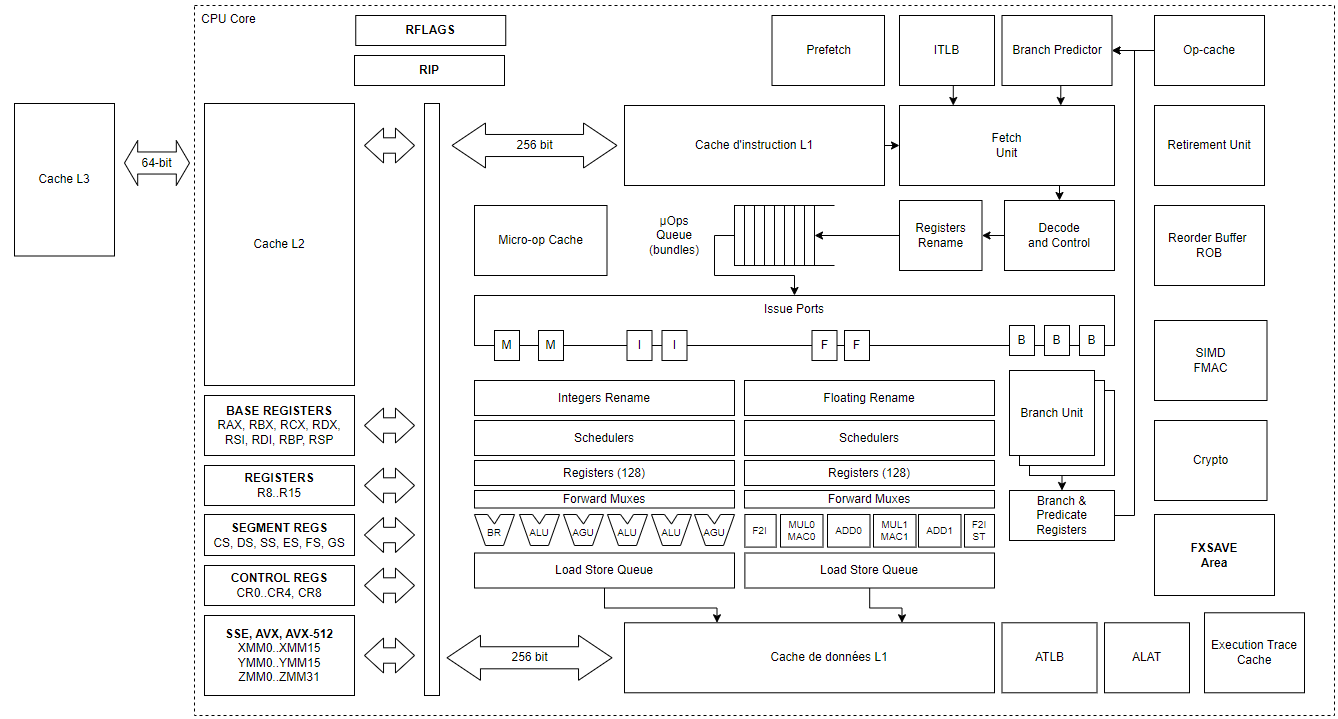 CPU Core
RFLAGS
RIP
Prefetch
ITLB
Branch Predictor
Op-cache
Cache L3
64-bit
Cache L2
256 bit
Cache d'instruction L1
Fetch
Unit
Retirement Unit
Micro-op Cache
µOps
Queue
(bundles)
Registers
Rename
Decode
and Control
Reorder Buffer
ROB
Issue Ports
M
M
I
I
F
F
B
B
B
SIMD
FMAC
BASE REGISTERS
RAX, RBX, RCX, RDX,
RSI, RDI, RBP, RSP
Integers Rename
Floating Rename
Branch Unit
Schedulers
Schedulers
Crypto
REGISTERS
R8..R15
Registers (128)
Registers (128)
Forward Muxes
Forward Muxes
Branch &
Predicate
Registers
SEGMENT REGS
CS, DS, SS, ES, FS, GS
BR
ALU
AGU
ALU
ALU
AGU
F2I
MUL0
MAC0
ADD0
MUL1
MAC1
ADD1
F2I
ST
FXSAVE
Area
CONTROL REGS
CR0..CR4, CR8
Load Store Queue
Load Store Queue
SSE, AVX, AVX-512
XMM0..XMM15
YMM0..YMM15
ZMM0..ZMM31
256 bit
Cache de données L1
ATLB
ALAT
Execution Trace
Cache